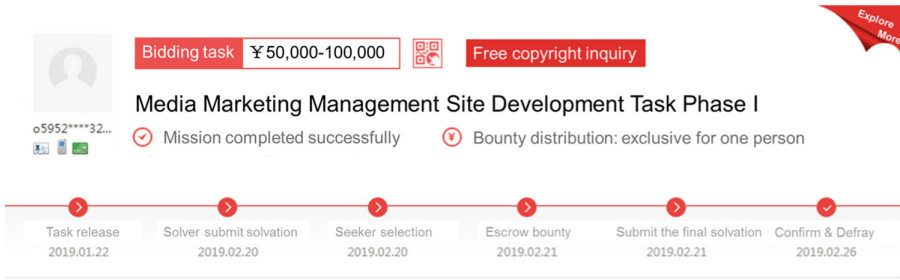 Explore
More
Bidding task ¥50,000-100,000 Free copyright inquiry
Media Marketing Management Site Development Task Phase I
o5952****32...
Mission completed successfully ¥ Bounty distribution: exclusive for one person
Task release Solver submit solvation Seeker selection Escrow bounty Submit the final solvation Confirm & Defray
2019.01.22 2019.02.20 2019.02.20 2019.02.21 2019.02.21 2019.02.26